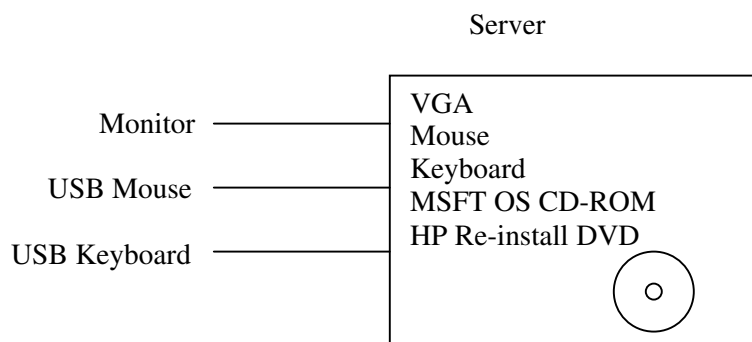 Server
Monitor
USB Mouse
USB Keyboard
VGA
Mouse
Keyboard
MSFT OS CD-ROM
HP Re-install DVD